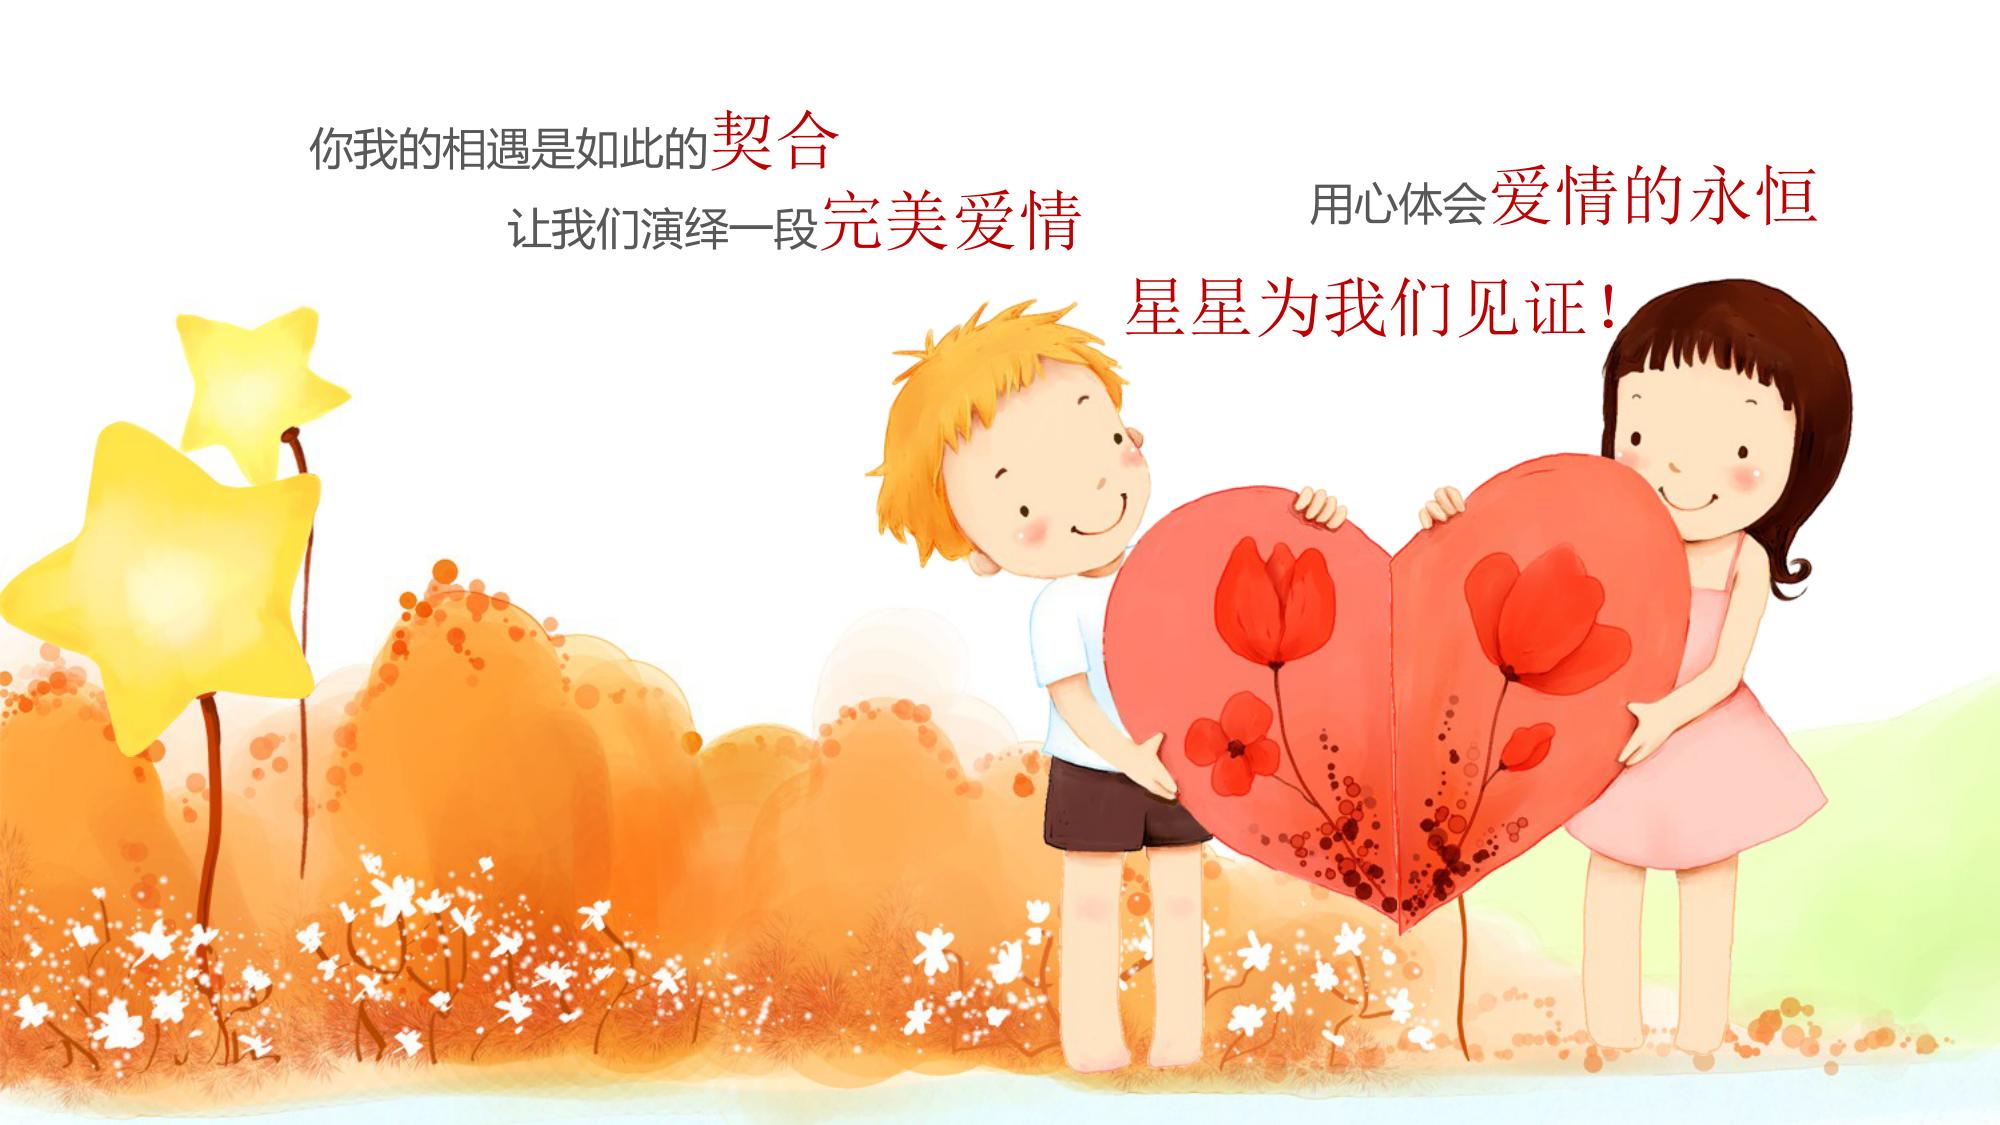 你我的相遇是如此的契合
让我们演绎一段完美爱情
用心体会爱情的永恒
星星为我们见证！